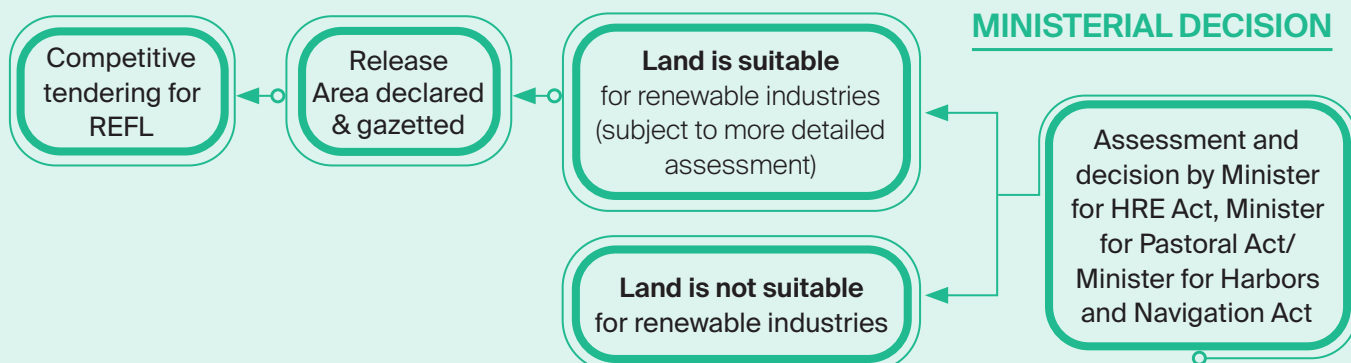 MINISTERIAL DECISION
Competitive
tendering for
REFL
Release
Area declared
& gazetted
Land is suitable
for renewable industries
(subject to more detailed
assessment)
Assessment and
decision by Minister
for HRE Act, Minister
for Pastoral Act/
Minister for Harbors
and Navigation Act
Land is not suitable
for renewable industries